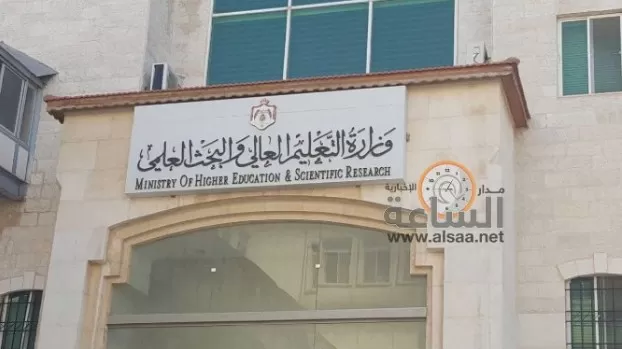 وزارة التعليم العالي والبحث العلمي
MINISTRY OF HIGHER EDUCATION & SCIENTIFIC RESEARCH
مدار
الإخبارية
الساعة
www.alsaa.net